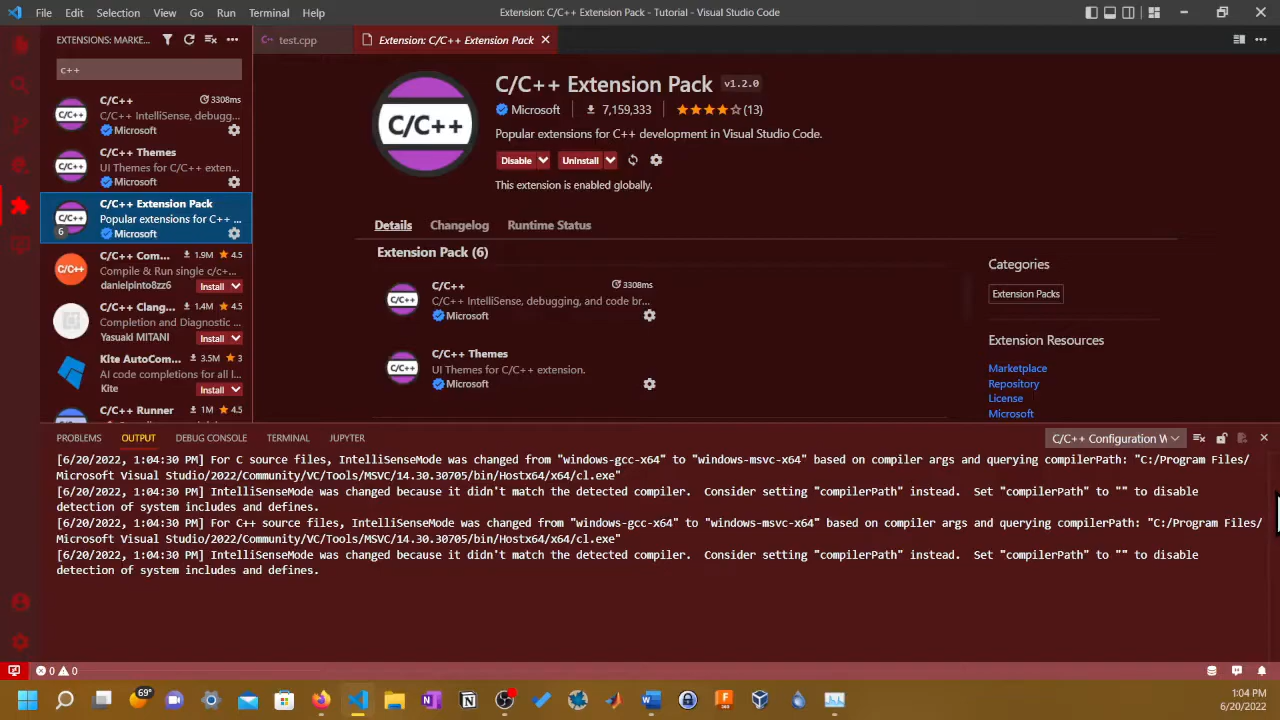 File Edit Selection View Go Run Terminal Help
Extension: C/C++ Extension Pack - Tutorial - Visual Studio Code
EXTENSIONS: MARKE...
c++
C/C++ 3308ms
C/C++ IntelliSense, debugg...
Microsoft
C/C++ Themes
UI Themes for C/C++ exten...
Microsoft
C/C++ Extension Pack
Popular extensions for C++ ...
6
Microsoft
C/C++ Com... 1.9M 4.5
Compile & Run single c/c+...
danielpinto8zz6 Install
C/C++ Clang... 1.4M 4.5
Completion and Diagnostic ...
Yasuaki MITANI Install
Kite AutoCom... 3.5M 3
AI code completions for all l...
Kite Install
C/C++ Runner 1M 4.5
test.cpp
Extension: C/C++ Extension Pack
C/C++
C/C++ Extension Pack v1.2.0
Microsoft 7,159,333 (13)
Popular extensions for C++ development in Visual Studio Code.
Disable Uninstall
This extension is enabled globally.
Details Changelog Runtime Status
Extension Pack (6)
C/C++ 3308ms
C/C++ IntelliSense, debugging, and code br...
Microsoft
C/C++ Themes
UI Themes for C/C++ extension.
Microsoft
Categories
Extension Packs
Extension Resources
Marketplace
Repository
License
Microsoft
PROBLEMS OUTPUT DEBUG CONSOLE TERMINAL JUPYTER
C/C++ Configuration W
[6/20/2022, 1:04:30 PM] For C source files, IntelliSenseMode was changed from "windows-gcc-x64" to "windows-msvc-x64" based on compiler args and querying compilerPath: "C:/Program Files/
Microsoft Visual Studio/2022/Community/VC/Tools/MSVC/14.30.30705/bin/Hostx64/x64/cl.exe"
[6/20/2022, 1:04:30 PM] IntelliSenseMode was changed because it didn't match the detected compiler.  Consider setting "compilerPath" instead.  Set "compilerPath" to "" to disable
detection of system includes and defines.
[6/20/2022, 1:04:30 PM] For C++ source files, IntelliSenseMode was changed from "windows-gcc-x64" to "windows-msvc-x64" based on compiler args and querying compilerPath: "C:/Program Files/
Microsoft Visual Studio/2022/Community/VC/Tools/MSVC/14.30.30705/bin/Hostx64/x64/cl.exe"
[6/20/2022, 1:04:30 PM] IntelliSenseMode was changed because it didn't match the detected compiler.  Consider setting "compilerPath" instead.  Set "compilerPath" to "" to disable
detection of system includes and defines.
0 0
69°
1:04 PM
6/20/2022